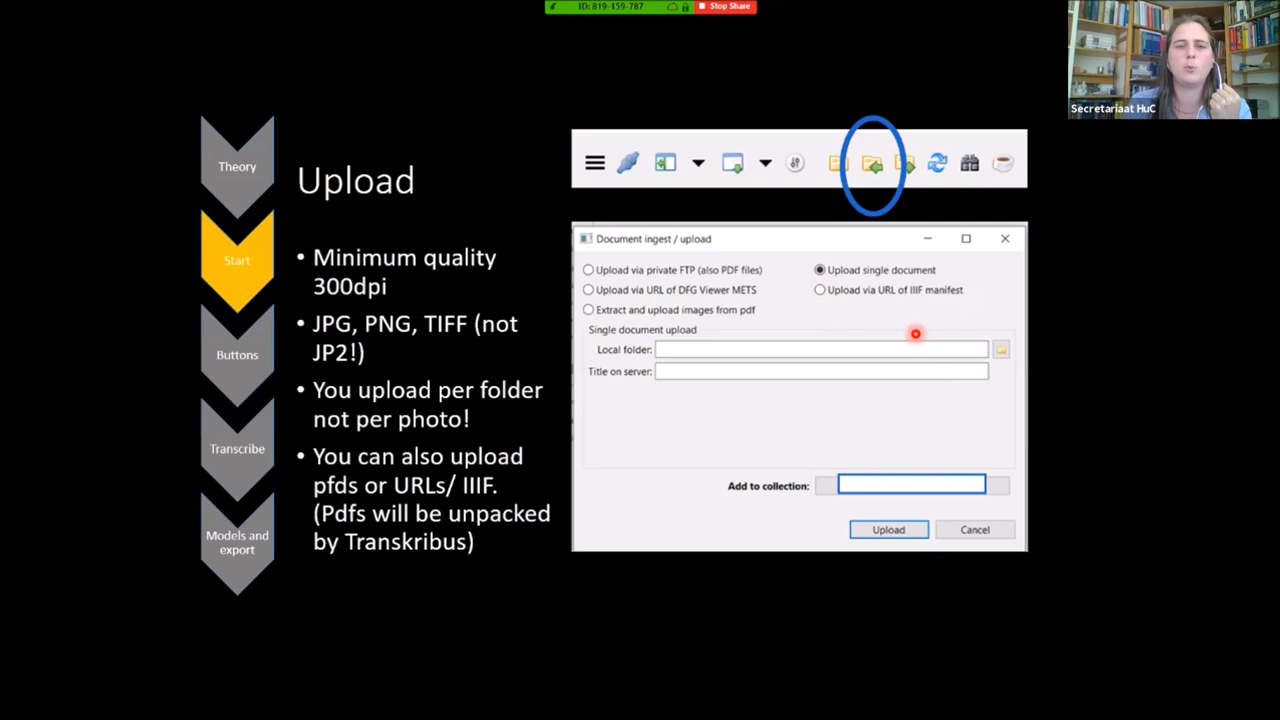 ID: 819-159-787
Stop Share
Secretariaat HuC
Theory
Start
Buttons
Transcribe
Models and
export
Upload
• Minimum quality
300dpi
• JPG, PNG, TIFF (not
JP2!)
• You upload per folder
not per photo!
• You can also upload
pfds or URLs/ IIIF.
(Pdfs will be unpacked
by Transkribus)
Document ingest / upload
Upload via private FTP (also PDF files)
Upload single document
Upload via URL of DFG Viewer METS
Upload via URL of IIIF manifest
Extract and upload images from pdf
Single document upload
Local folder:
Title on server:
Add to collection:
Upload
Cancel